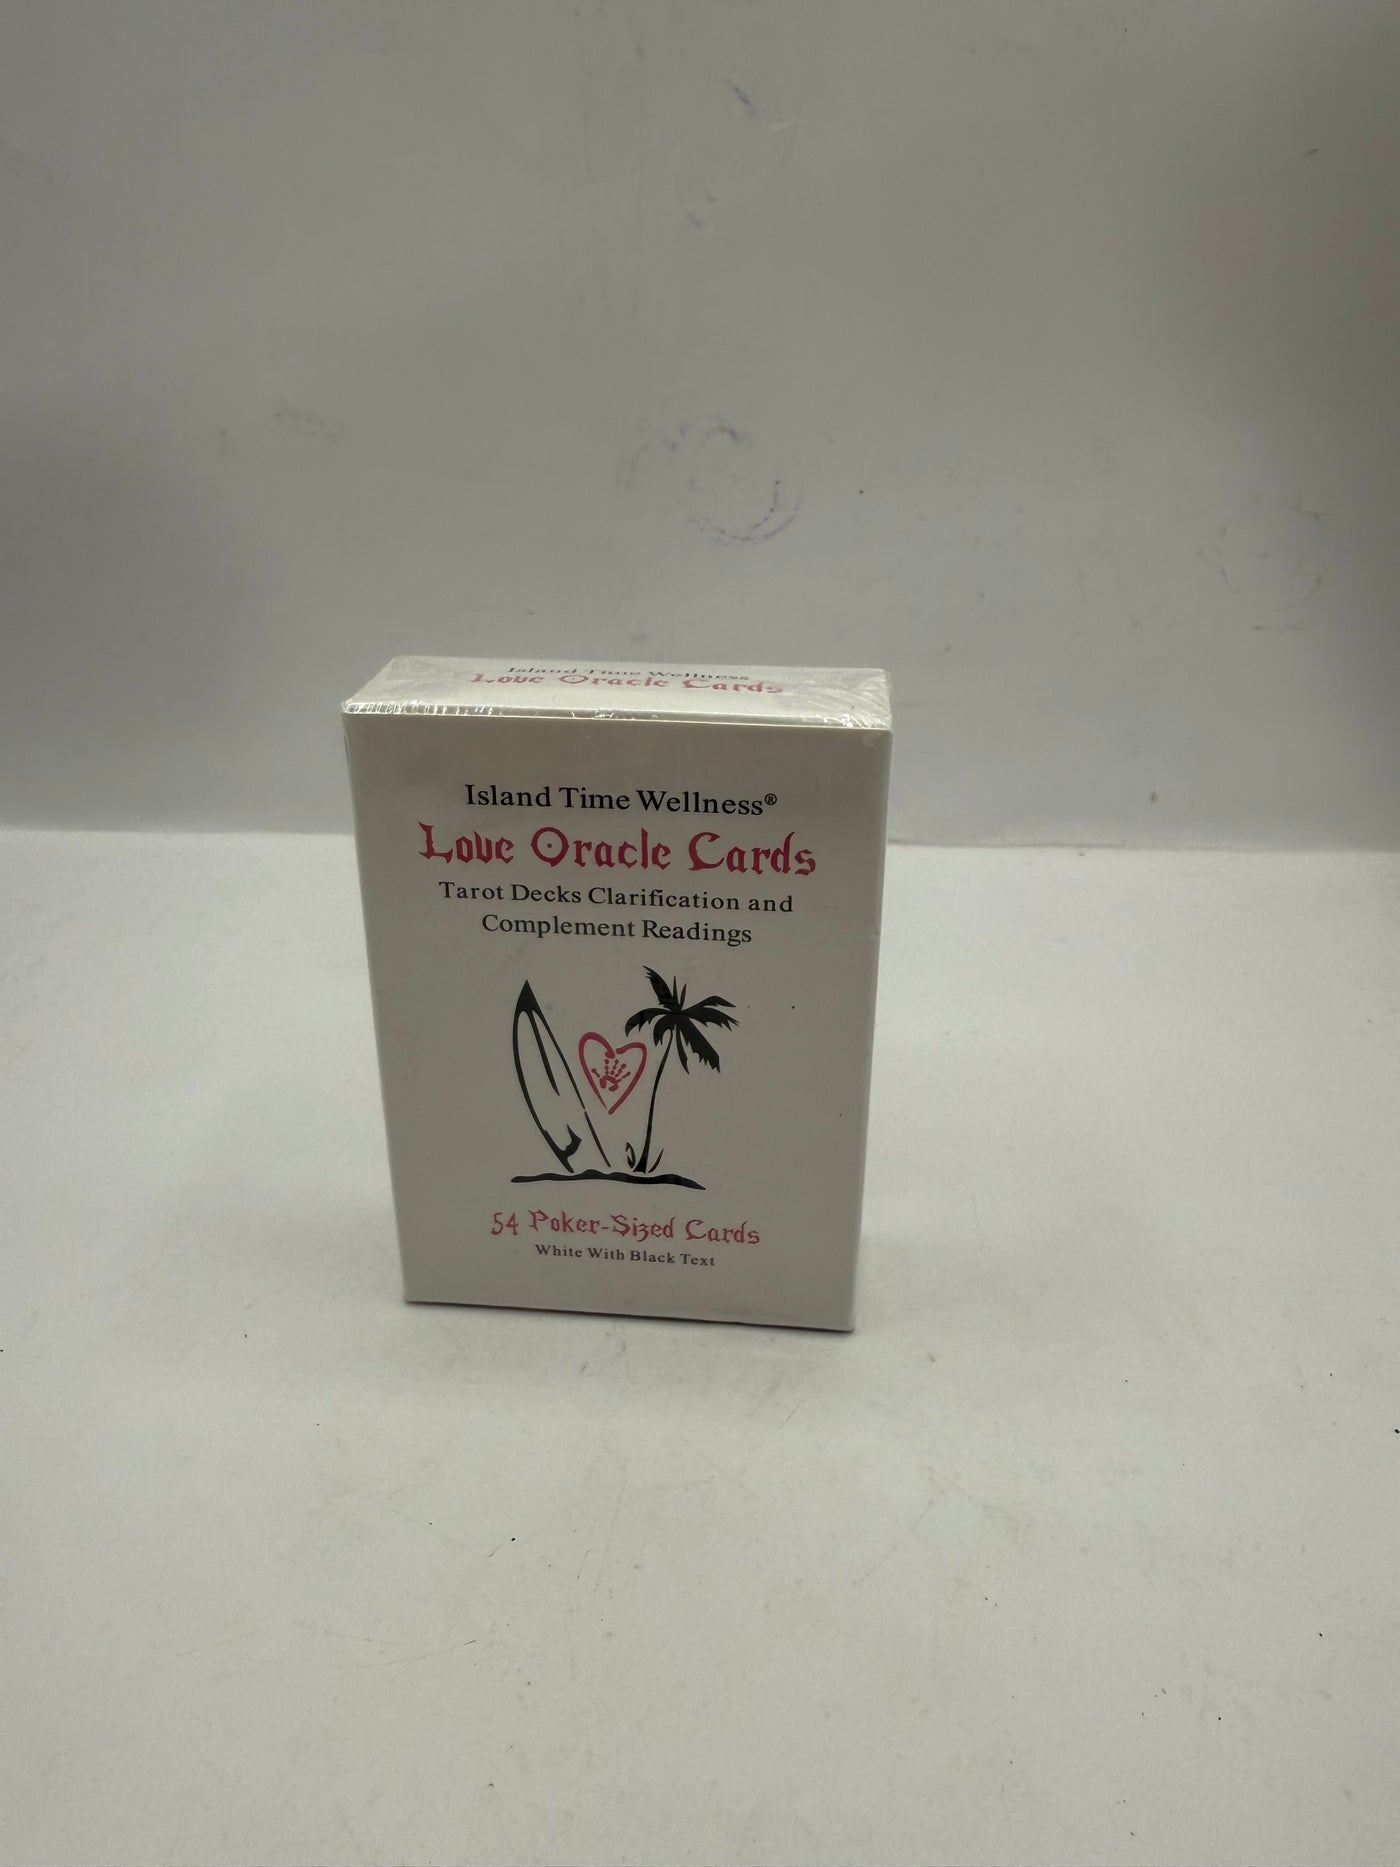 Island Time Wellness
Love Oracle Cards
Island Time Wellness®
Love Oracle Cards
Tarot Decks Clarification and
Complement Readings
54 Poker-Sized Cards
White With Black Text